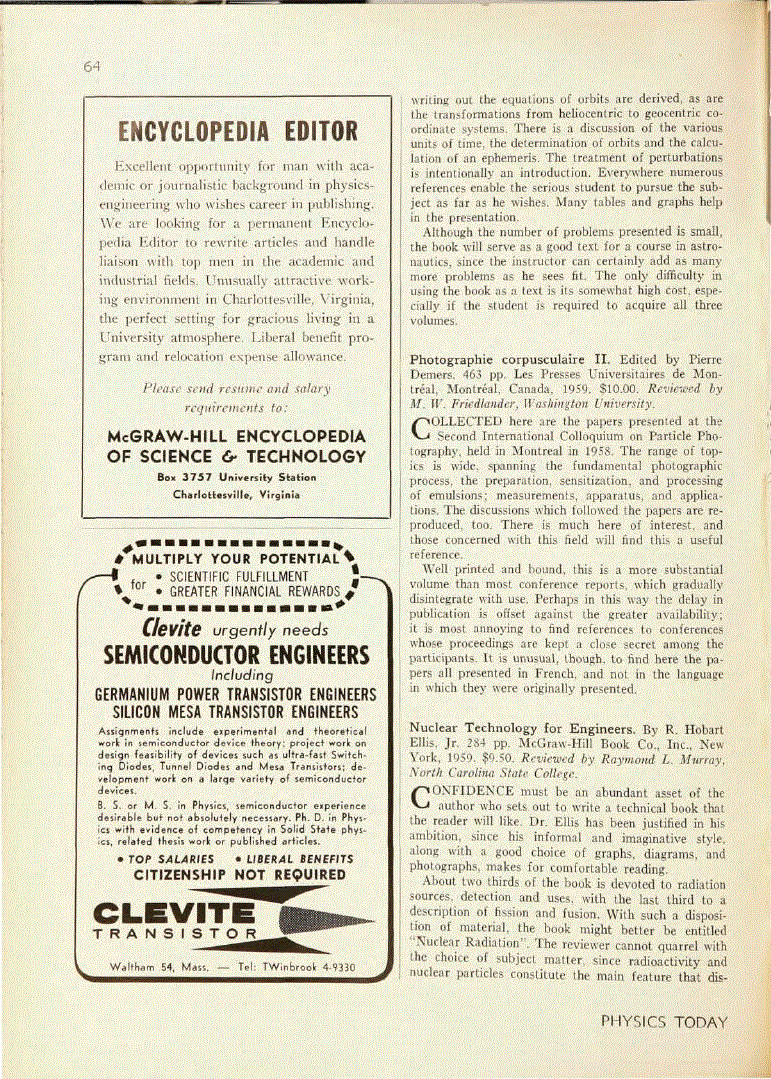 64
ENCYCLOPEDIA EDITOR
Excellent opportunity for man with aca-
demic or journalistic background in physics-
engineering who wishes career in publishing.
We are looking for a permanent Encyclo-
pedia Editor to rewrite articles and handle
liaison with top men in the academic and
industrial fields. Unusually attractive work-
ing environment in Charlottesville, Virginia,
the perfect setting for gracious living in a
University atmosphere. Liberal benefit pro-
gram and relocation expense allowance.
Please send resume and salary
requirements to:
McGRAW-HILL ENCYCLOPEDIA
OF SCIENCE & TECHNOLOGY
Box 3757 University Station
Charlottesville, Virginia
MULTIPLY YOUR POTENTIAL
for • SCIENTIFIC FULFILLMENT
• GREATER FINANCIAL REWARDS
Clevite urgently needs
SEMICONDUCTOR ENGINEERS
Including
GERMANIUM POWER TRANSISTOR ENGINEERS
SILICON MESA TRANSISTOR ENGINEERS
Assignments include experimental and theoretical
work in semiconductor device theory; project work on
design feasibility of devices such as ultra-fast Switch-
ing Diodes, Tunnel Diodes and Mesa Transistors; de-
velopment work on a large variety of semiconductor
devices.
B. S. or M. S. in Physics, semiconductor experience
desirable but not absolutely necessary. Ph. D. in Phys-
ics with evidence of competency in Solid State phys-
ics, related thesis work or published articles.
• TOP SALARIES • LIBERAL BENEFITS
CITIZENSHIP NOT REQUIRED
CLEVITE
TRANSISTOR
Waltham 54, Mass. — Tel: TWinbrook 4-9330
writing out the equations of orbits are derived, as are
the transformations from heliocentric to geocentric co-
ordinate systems. There is a discussion of the various
units of time, the determination of orbits and the calcu-
lation of an ephemeris. The treatment of perturbations
is intentionally an introduction. Everywhere numerous
references enable the serious student to pursue the sub-
ject as far as he wishes. Many tables and graphs help
in the presentation.
Although the number of problems presented is small,
the book will serve as a good text for a course in astro-
nautics, since the instructor can certainly add as many
more problems as he sees fit. The only difficulty in
using the book as a text is its somewhat high cost, espe-
cially if the student is required to acquire all three
volumes.
Photographie corpusculaire II. Edited by Pierre
Demers. 463 pp. Les Presses Universitaires de Mon-
tréal, Montréal, Canada, 1959. $10.00. Reviewed by
M. W. Friedlander, Washington University.
COLLECTED here are the papers presented at the
Second International Colloquium on Particle Pho-
tography, held in Montreal in 1958. The range of top-
ics is wide, spanning the fundamental photographic
process, the preparation, sensitization, and processing
of emulsions; measurements, apparatus, and applica-
tions. The discussions which followed the papers are re-
produced, too. There is much here of interest, and
those concerned with this field will find this a useful
reference.
Well printed and bound, this is a more substantial
volume than most conference reports, which gradually
disintegrate with use. Perhaps in this way the delay in
publication is offset against the greater availability;
it is most annoying to find references to conferences
whose proceedings are kept a close secret among the
participants. It is unusual, though, to find here the pa-
pers all presented in French, and not in the language
in which they were originally presented.
Nuclear Technology for Engineers. By R. Hobart
Ellis, Jr. 284 pp. McGraw-Hill Book Co., Inc., New
York, 1959. $9.50. Reviewed by Raymond L. Murray,
North Carolina State College.
CONFIDENCE must be an abundant asset of the
author who sets out to write a technical book that
the reader will like. Dr. Ellis has been justified in his
ambition, since his informal and imaginative style,
along with a good choice of graphs, diagrams, and
photographs, makes for comfortable reading.
About two thirds of the book is devoted to radiation
sources, detection and uses, with the last third to a
description of fission and fusion. With such a disposi-
tion of material, the book might better be entitled
"Nuclear Radiation". The reviewer cannot quarrel with
the choice of subject matter, since radioactivity and
nuclear particles constitute the main feature that dis-
PHYSICS TODAY